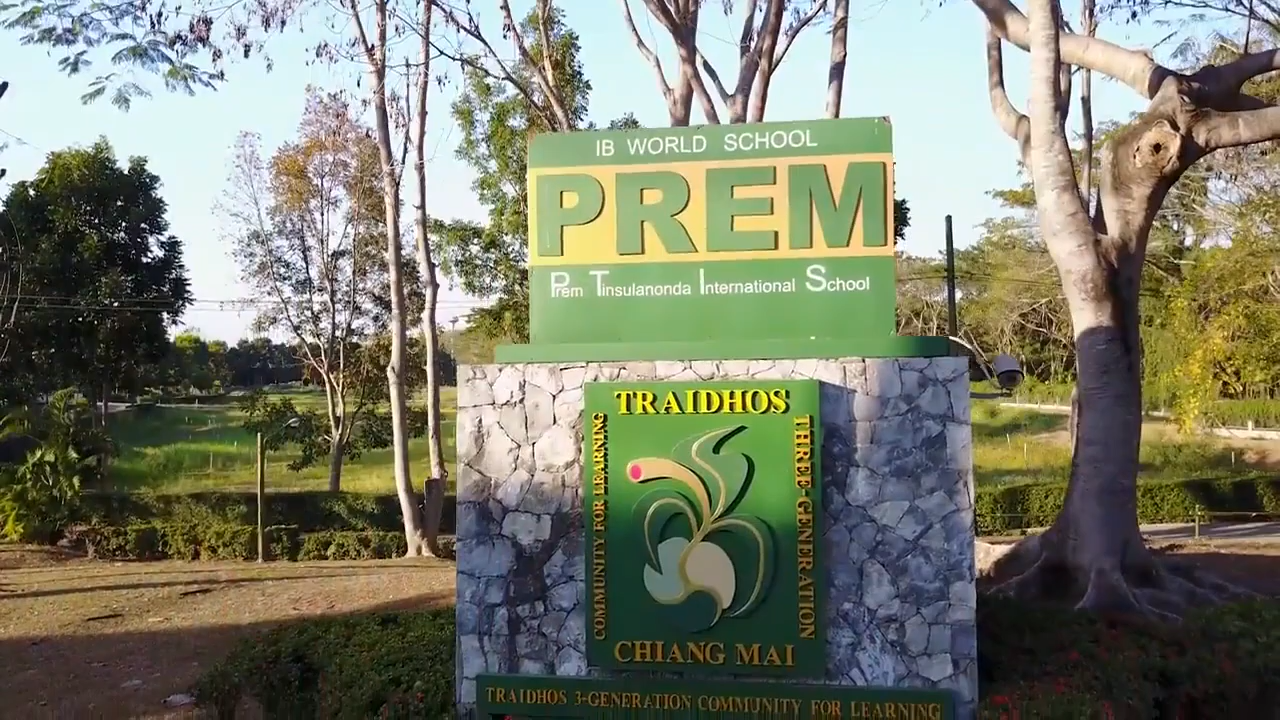 IB WORLD SCHOOL
PREM
Prem Tinsulanonda International School
TRAIDHOS
COMMUNITY FOR LEARNING
THREE-GENERATION
CHIANG MAI
TRAIDHOS 3-GENERATION COMMUNITY FOR LEARNING